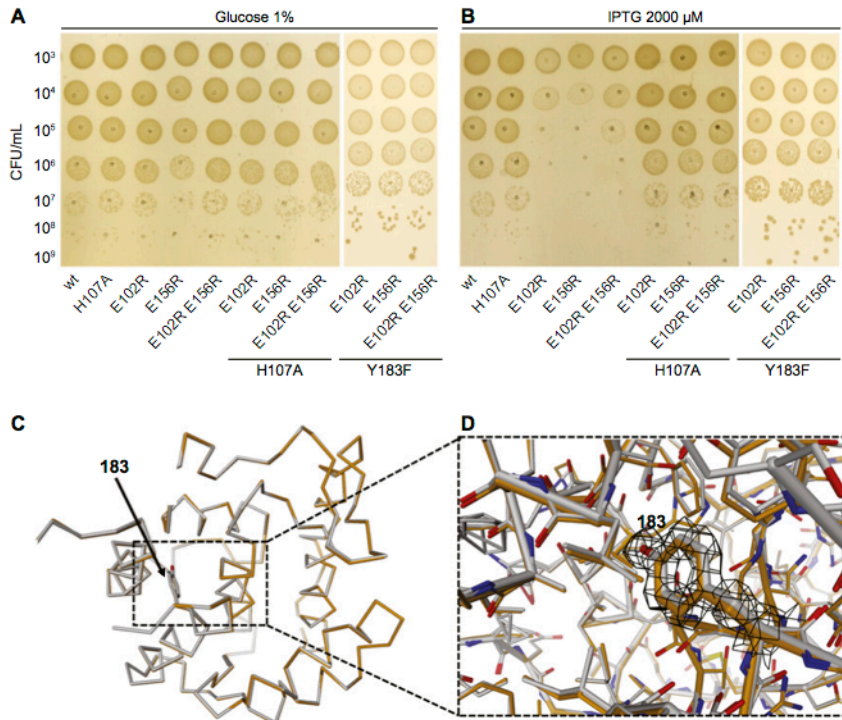 A
Glucose 1%
B
IPTG 2000 µM
CFU/mL
10³
10⁴
10⁵
10⁶
10⁷
10⁸
10⁹
wt
H107A
E102R
E156R
E102R E156R
E102R
E156R
E102R E156R
E102R
E156R
E102R E156R
wt
H107A
E102R
E156R
E102R E156R
E102R
E156R
E102R E156R
E102R
E156R
E102R E156R
H107A
Y183F
H107A
Y183F
C
183
D
183